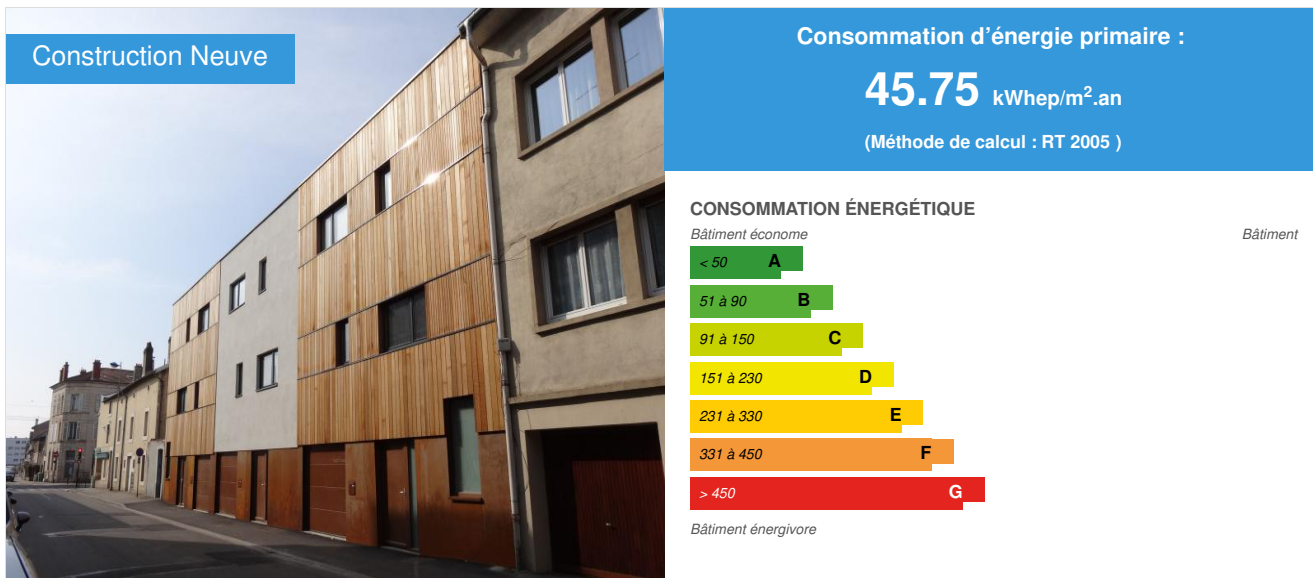 Construction Neuve
Consommation d'énergie primaire :
45.75 kWhep/m².an
(Méthode de calcul : RT 2005 )
CONSOMMATION ÉNERGÉTIQUE
Bâtiment économe
Bâtiment
< 50 A
51 à 90 B
91 à 150 C
151 à 230 D
231 à 330 E
331 à 450 F
> 450 G
Bâtiment énergivore